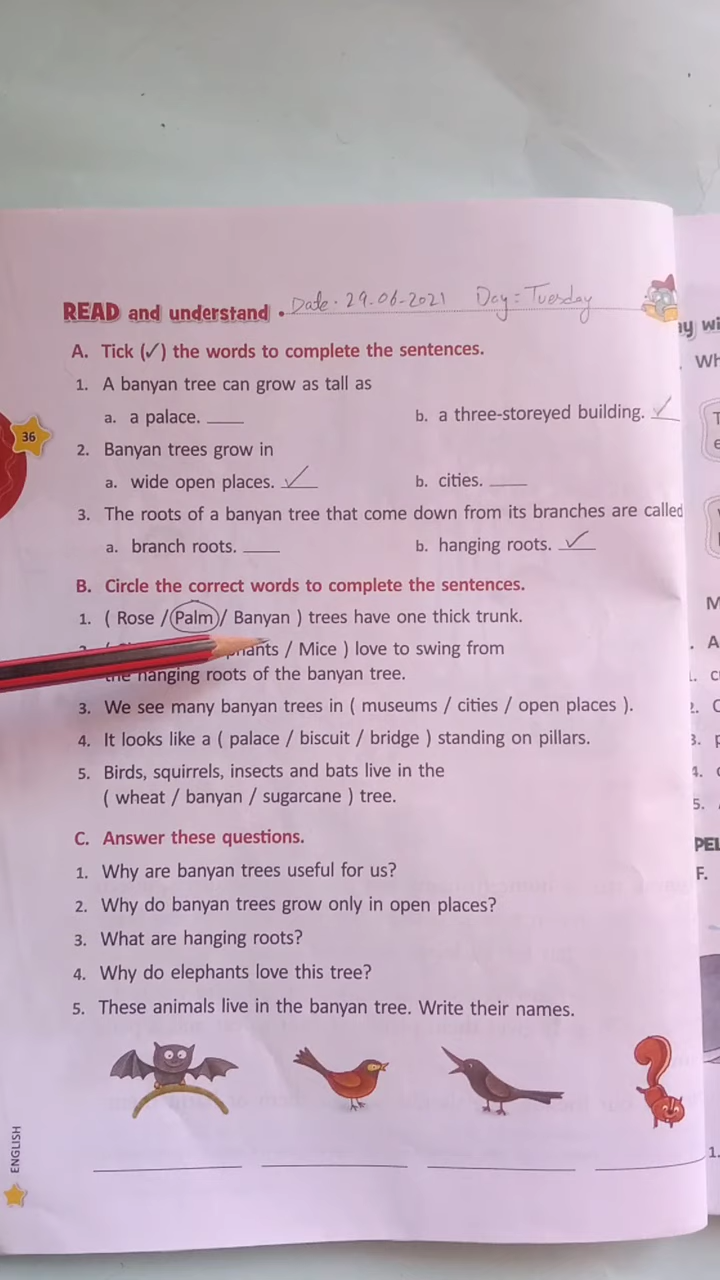 READ and understand . Date . 29-06-2021 Day = Tuesday
A. Tick (✓) the words to complete the sentences.
1. A banyan tree can grow as tall as
a. a palace. ____ b. a three-storeyed building. ✓
36
2. Banyan trees grow in
a. wide open places. ✓ b. cities. ____
3. The roots of a banyan tree that come down from its branches are called
a. branch roots. ____ b. hanging roots. ✓
B. Circle the correct words to complete the sentences.
1. ( Rose / Palm / Banyan ) trees have one thick trunk.
/ Mice ) love to swing from
the hanging roots of the banyan tree.
3. We see many banyan trees in ( museums / cities / open places ).
4. It looks like a ( palace / biscuit / bridge ) standing on pillars.
5. Birds, squirrels, insects and bats live in the
( wheat / banyan / sugarcane ) tree.
C. Answer these questions.
1. Why are banyan trees useful for us?
2. Why do banyan trees grow only in open places?
3. What are hanging roots?
4. Why do elephants love this tree?
5. These animals live in the banyan tree. Write their names.
ENGLISH
F.